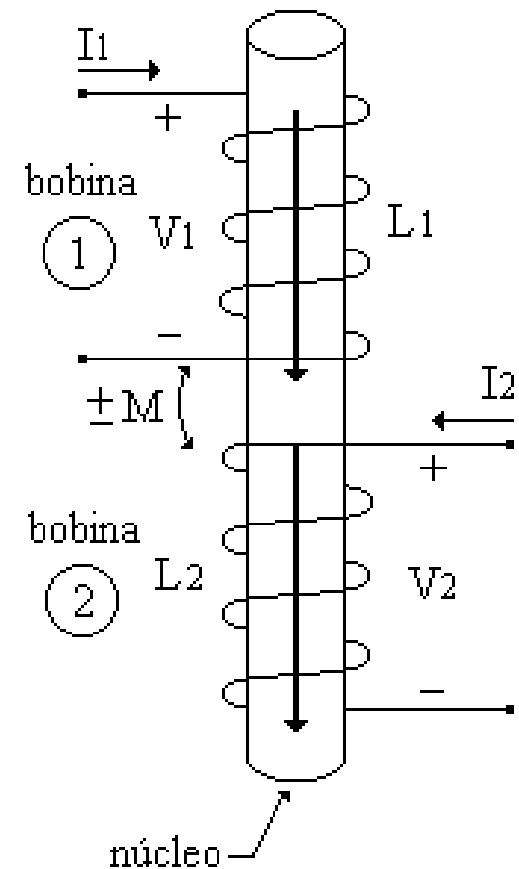 I1
+
bobina
1
V1
L1
−
±M
I2
+
bobina
2
L2
V2
−
núcleo